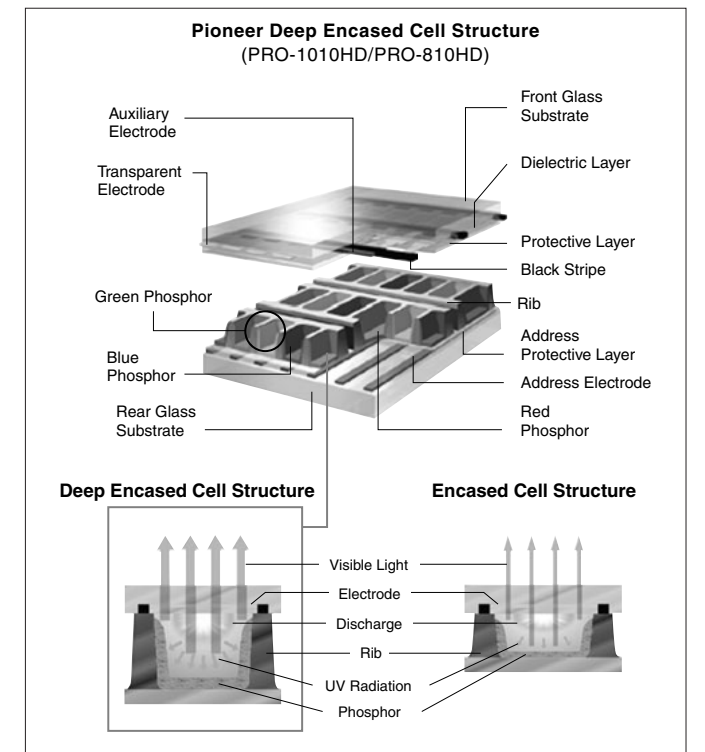 Pioneer Deep Encased Cell Structure
(PRO-1010HD/PRO-810HD)
Auxiliary
Electrode
Front Glass
Substrate
Transparent
Electrode
Dielectric Layer
Protective Layer
Black Stripe
Green Phosphor
Rib
Blue
Phosphor
Address
Protective Layer
Address Electrode
Rear Glass
Substrate
Red
Phosphor
Deep Encased Cell Structure
Encased Cell Structure
Visible Light
Electrode
Discharge
Rib
UV Radiation
Phosphor